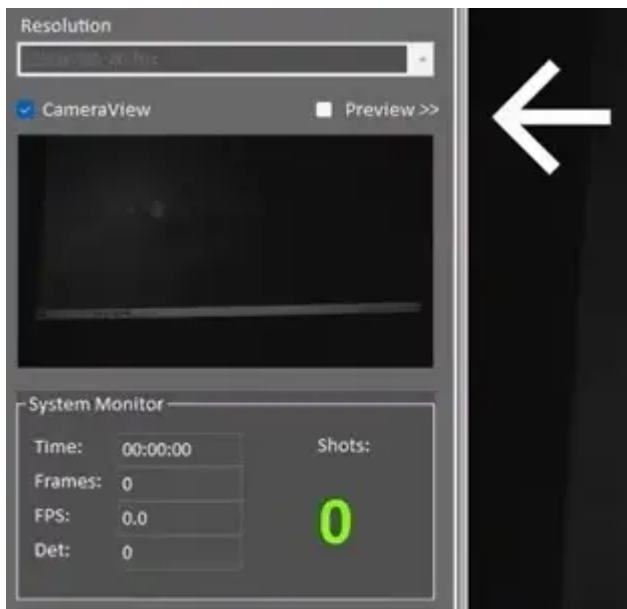 Resolution
CameraView
Preview >>
System Monitor
Time: 00:00:00
Shots:
Frames: 0
FPS: 0.0
0
Det: 0